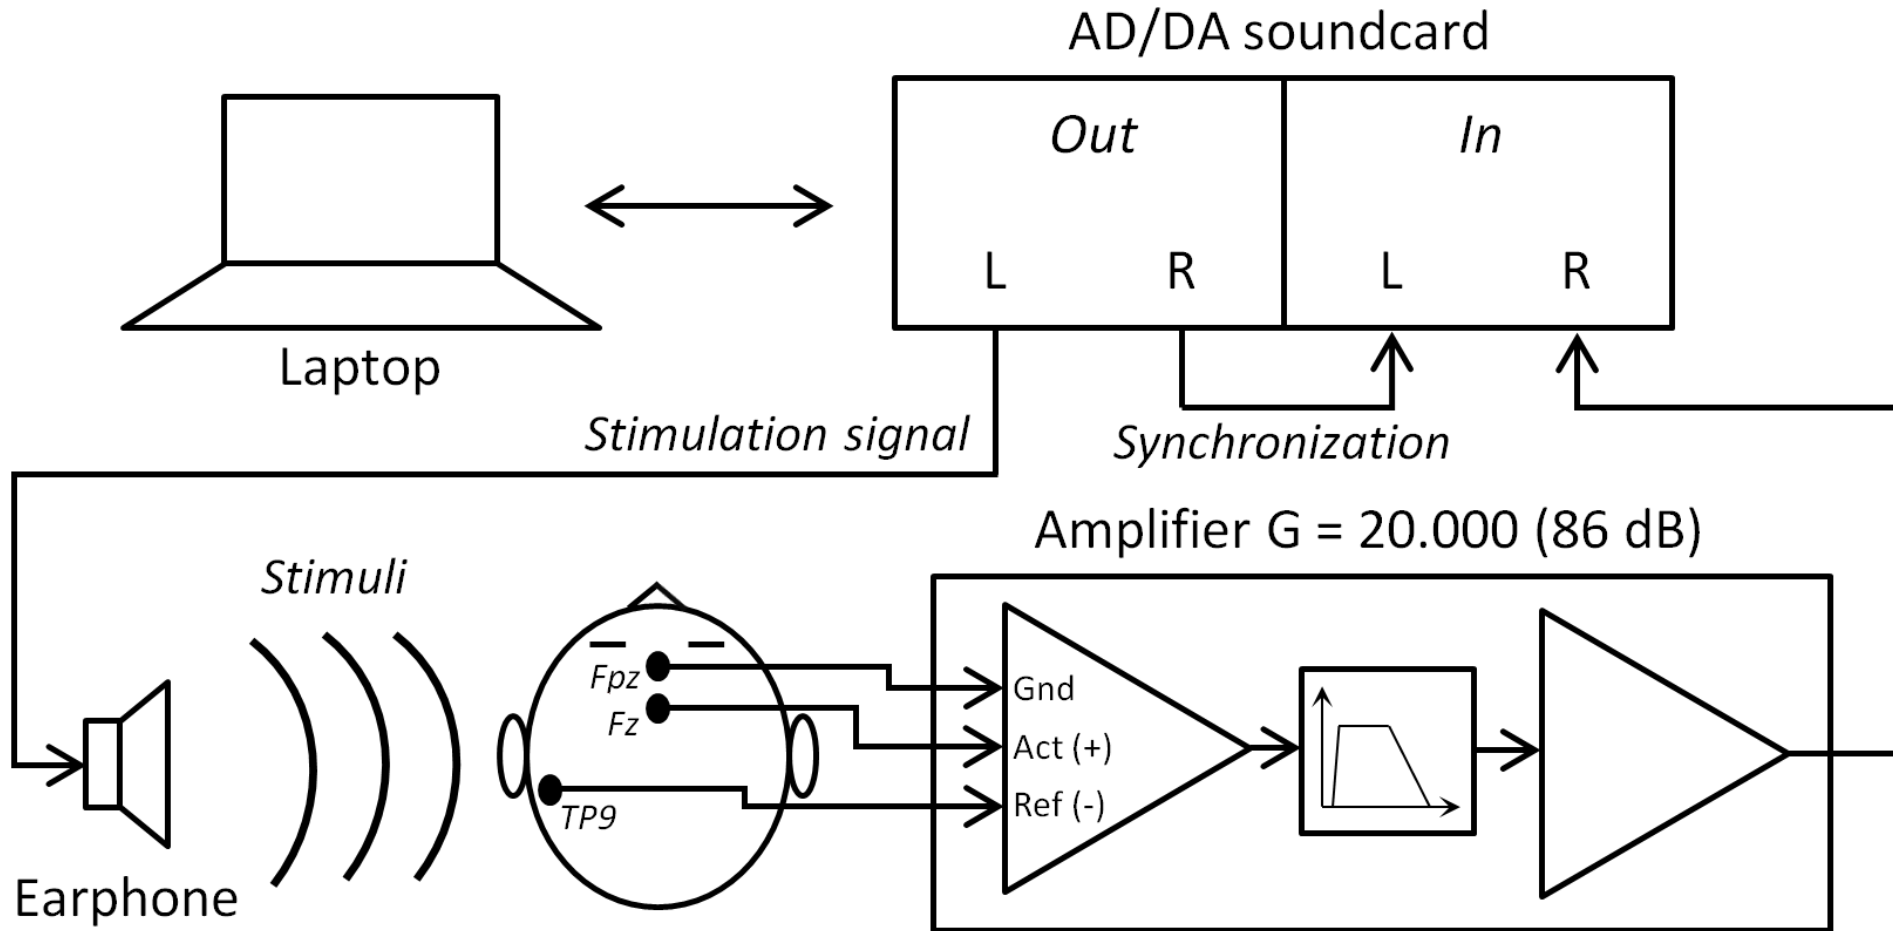 AD/DA soundcard
Out
In
L
R
L
R
Laptop
Stimulation signal
Synchronization
Amplifier G = 20.000 (86 dB)
Stimuli
Fpz
Fz
TP9
Gnd
Act (+)
Ref (-)
Earphone